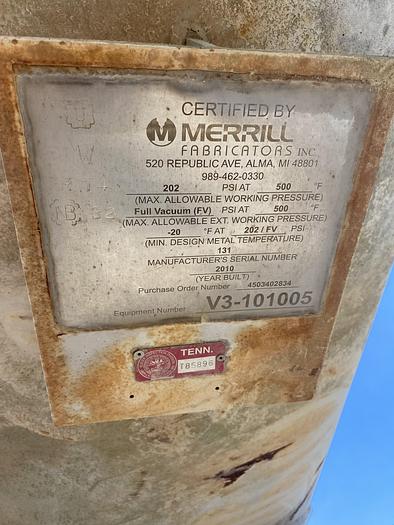 CERTIFIED BY
MERRILL
FABRICATORS INC.
520 REPUBLIC AVE, ALMA, MI 48801
989-462-0330
202 PSI AT 500 °F
(MAX. ALLOWABLE WORKING PRESSURE)
Full Vacuum (FV) PSI AT 500 °F
(MAX. ALLOWABLE EXT. WORKING PRESSURE)
-20 °F AT 202 / FV PSI
(MIN. DESIGN METAL TEMPERATURE)
131
MANUFACTURER'S SERIAL NUMBER
2010
(YEAR BUILT)
Purchase Order Number 4503402834
Equipment Number V3-101005
W
TENN.
T85898